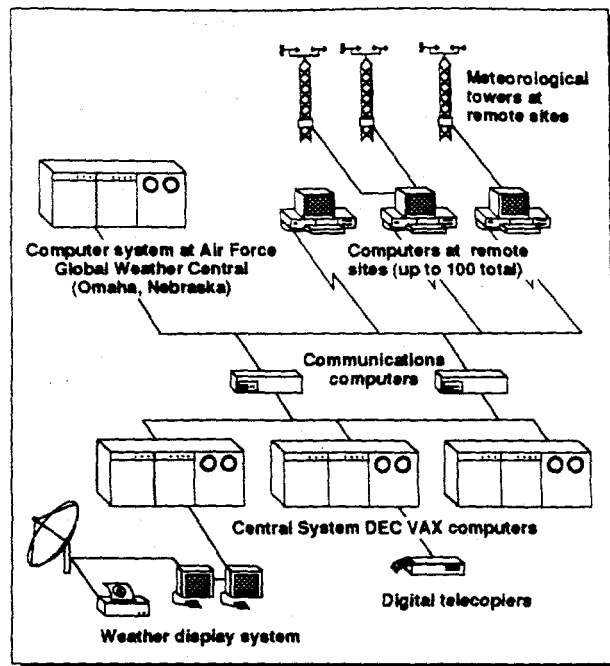 Meteorological
towers at
remote sites
Computer system at Air Force
Global Weather Central
(Omaha, Nebraska)
Computers at remote
sites (up to 100 total)
Communications
computers
Central System DEC VAX computers
Digital telecopiers
Weather display system